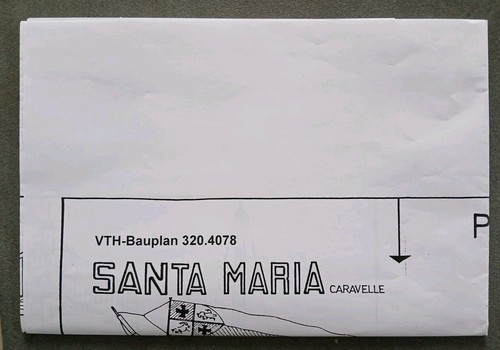 VTH-Bauplan 320.4078
SANTA MARIA CARAVELLE
P